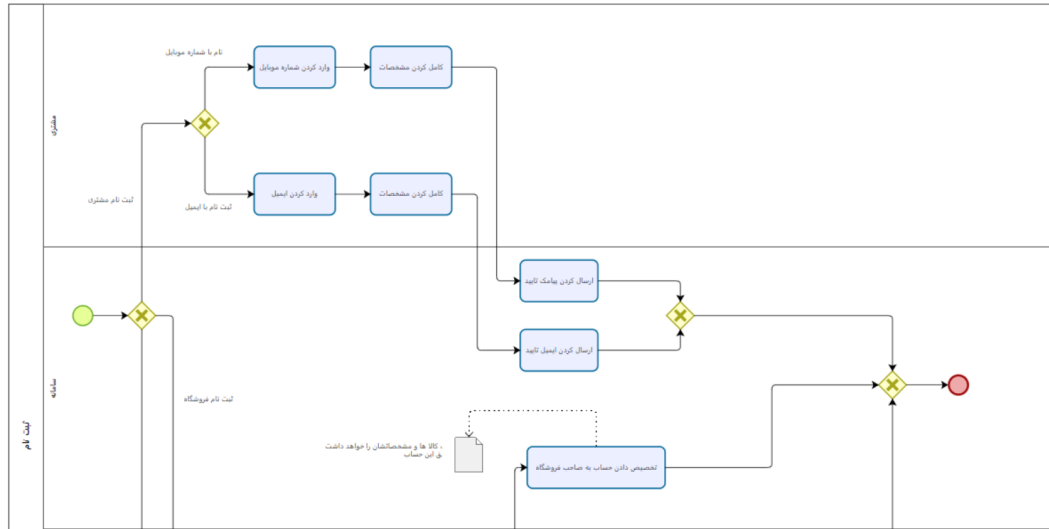 ثبت نام
مشتری
سامانه
نام با شماره موبایل
وارد کردن شماره موبایل
کامل کردن مشخصات
ثبت نام مشتری
ثبت نام با ایمیل
وارد کردن ایمیل
کامل کردن مشخصات
ارسال کردن پیامک تایید
ارسال کردن ایمیل تایید
ثبت نام فروشگاه
، کالا ها و مشخصاتشان را خواهد داشت
ق این حساب
تخصیص دادن حساب به صاحب فروشگاه